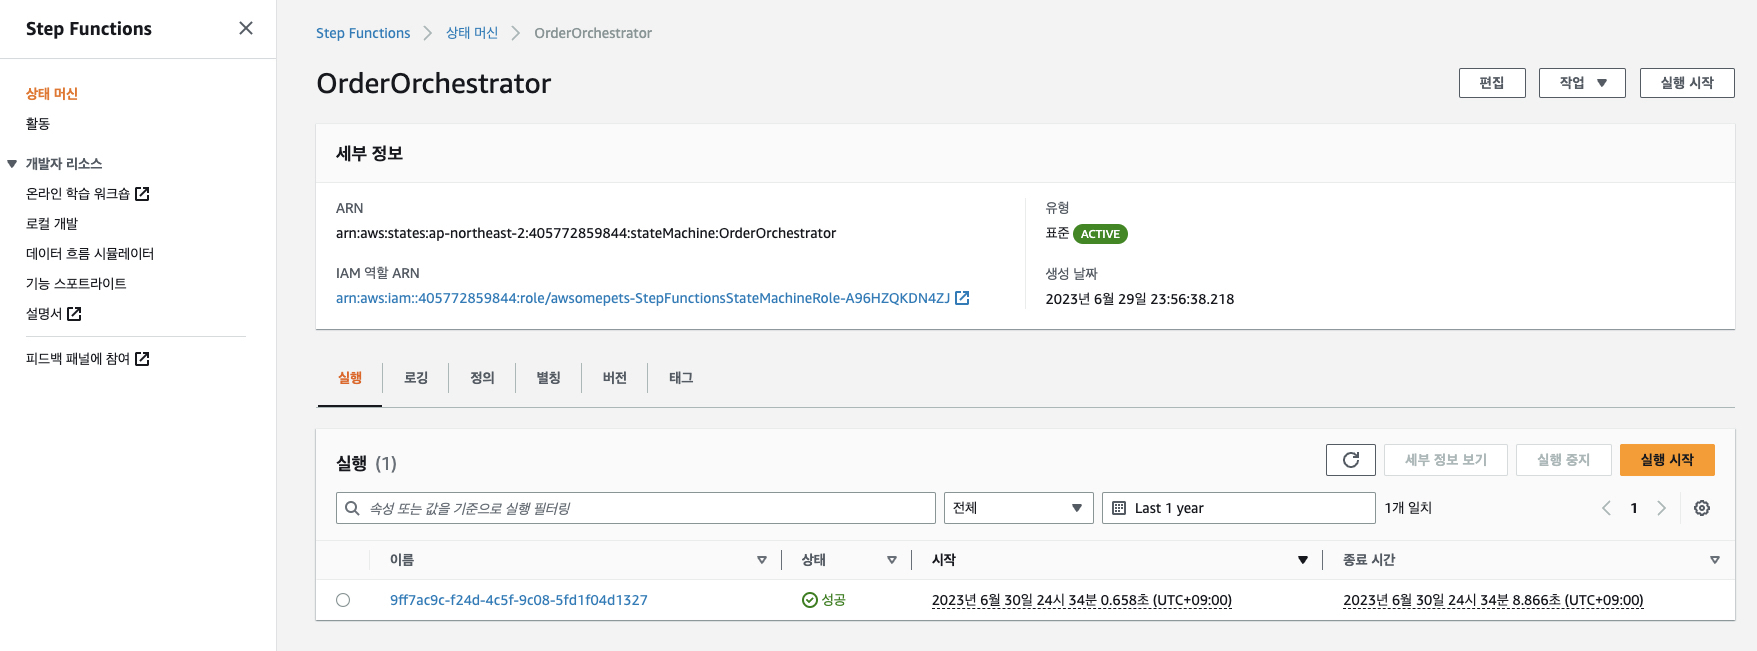 Step Functions
상태 머신
활동
개발자 리소스
온라인 학습 워크숍
로컬 개발
데이터 흐름 시뮬레이터
기능 스포트라이트
설명서
피드백 패널에 참여
Step Functions 상태 머신 OrderOrchestrator
OrderOrchestrator
편집 작업 실행 시작
세부 정보
ARN
arn:aws:states:ap-northeast-2:405772859844:stateMachine:OrderOrchestrator
IAM 역할 ARN
arn:aws:iam::405772859844:role/awsomepets-StepFunctionsStateMachineRole-A96HZQKDN4ZJ
유형
표준 ACTIVE
생성 날짜
2023년 6월 29일 23:56:38.218
실행 로깅 정의 별칭 버전 태그
실행 (1)
세부 정보 보기 실행 중지 실행 시작
속성 또는 값을 기준으로 실행 필터링 전체 Last 1 year 1개 일치 1
이름 상태 시작 종료 시간
9ff7ac9c-f24d-4c5f-9c08-5fd1f04d1327 성공 2023년 6월 30일 24시 34분 0.658초 (UTC+09:00) 2023년 6월 30일 24시 34분 8.866초 (UTC+09:00)